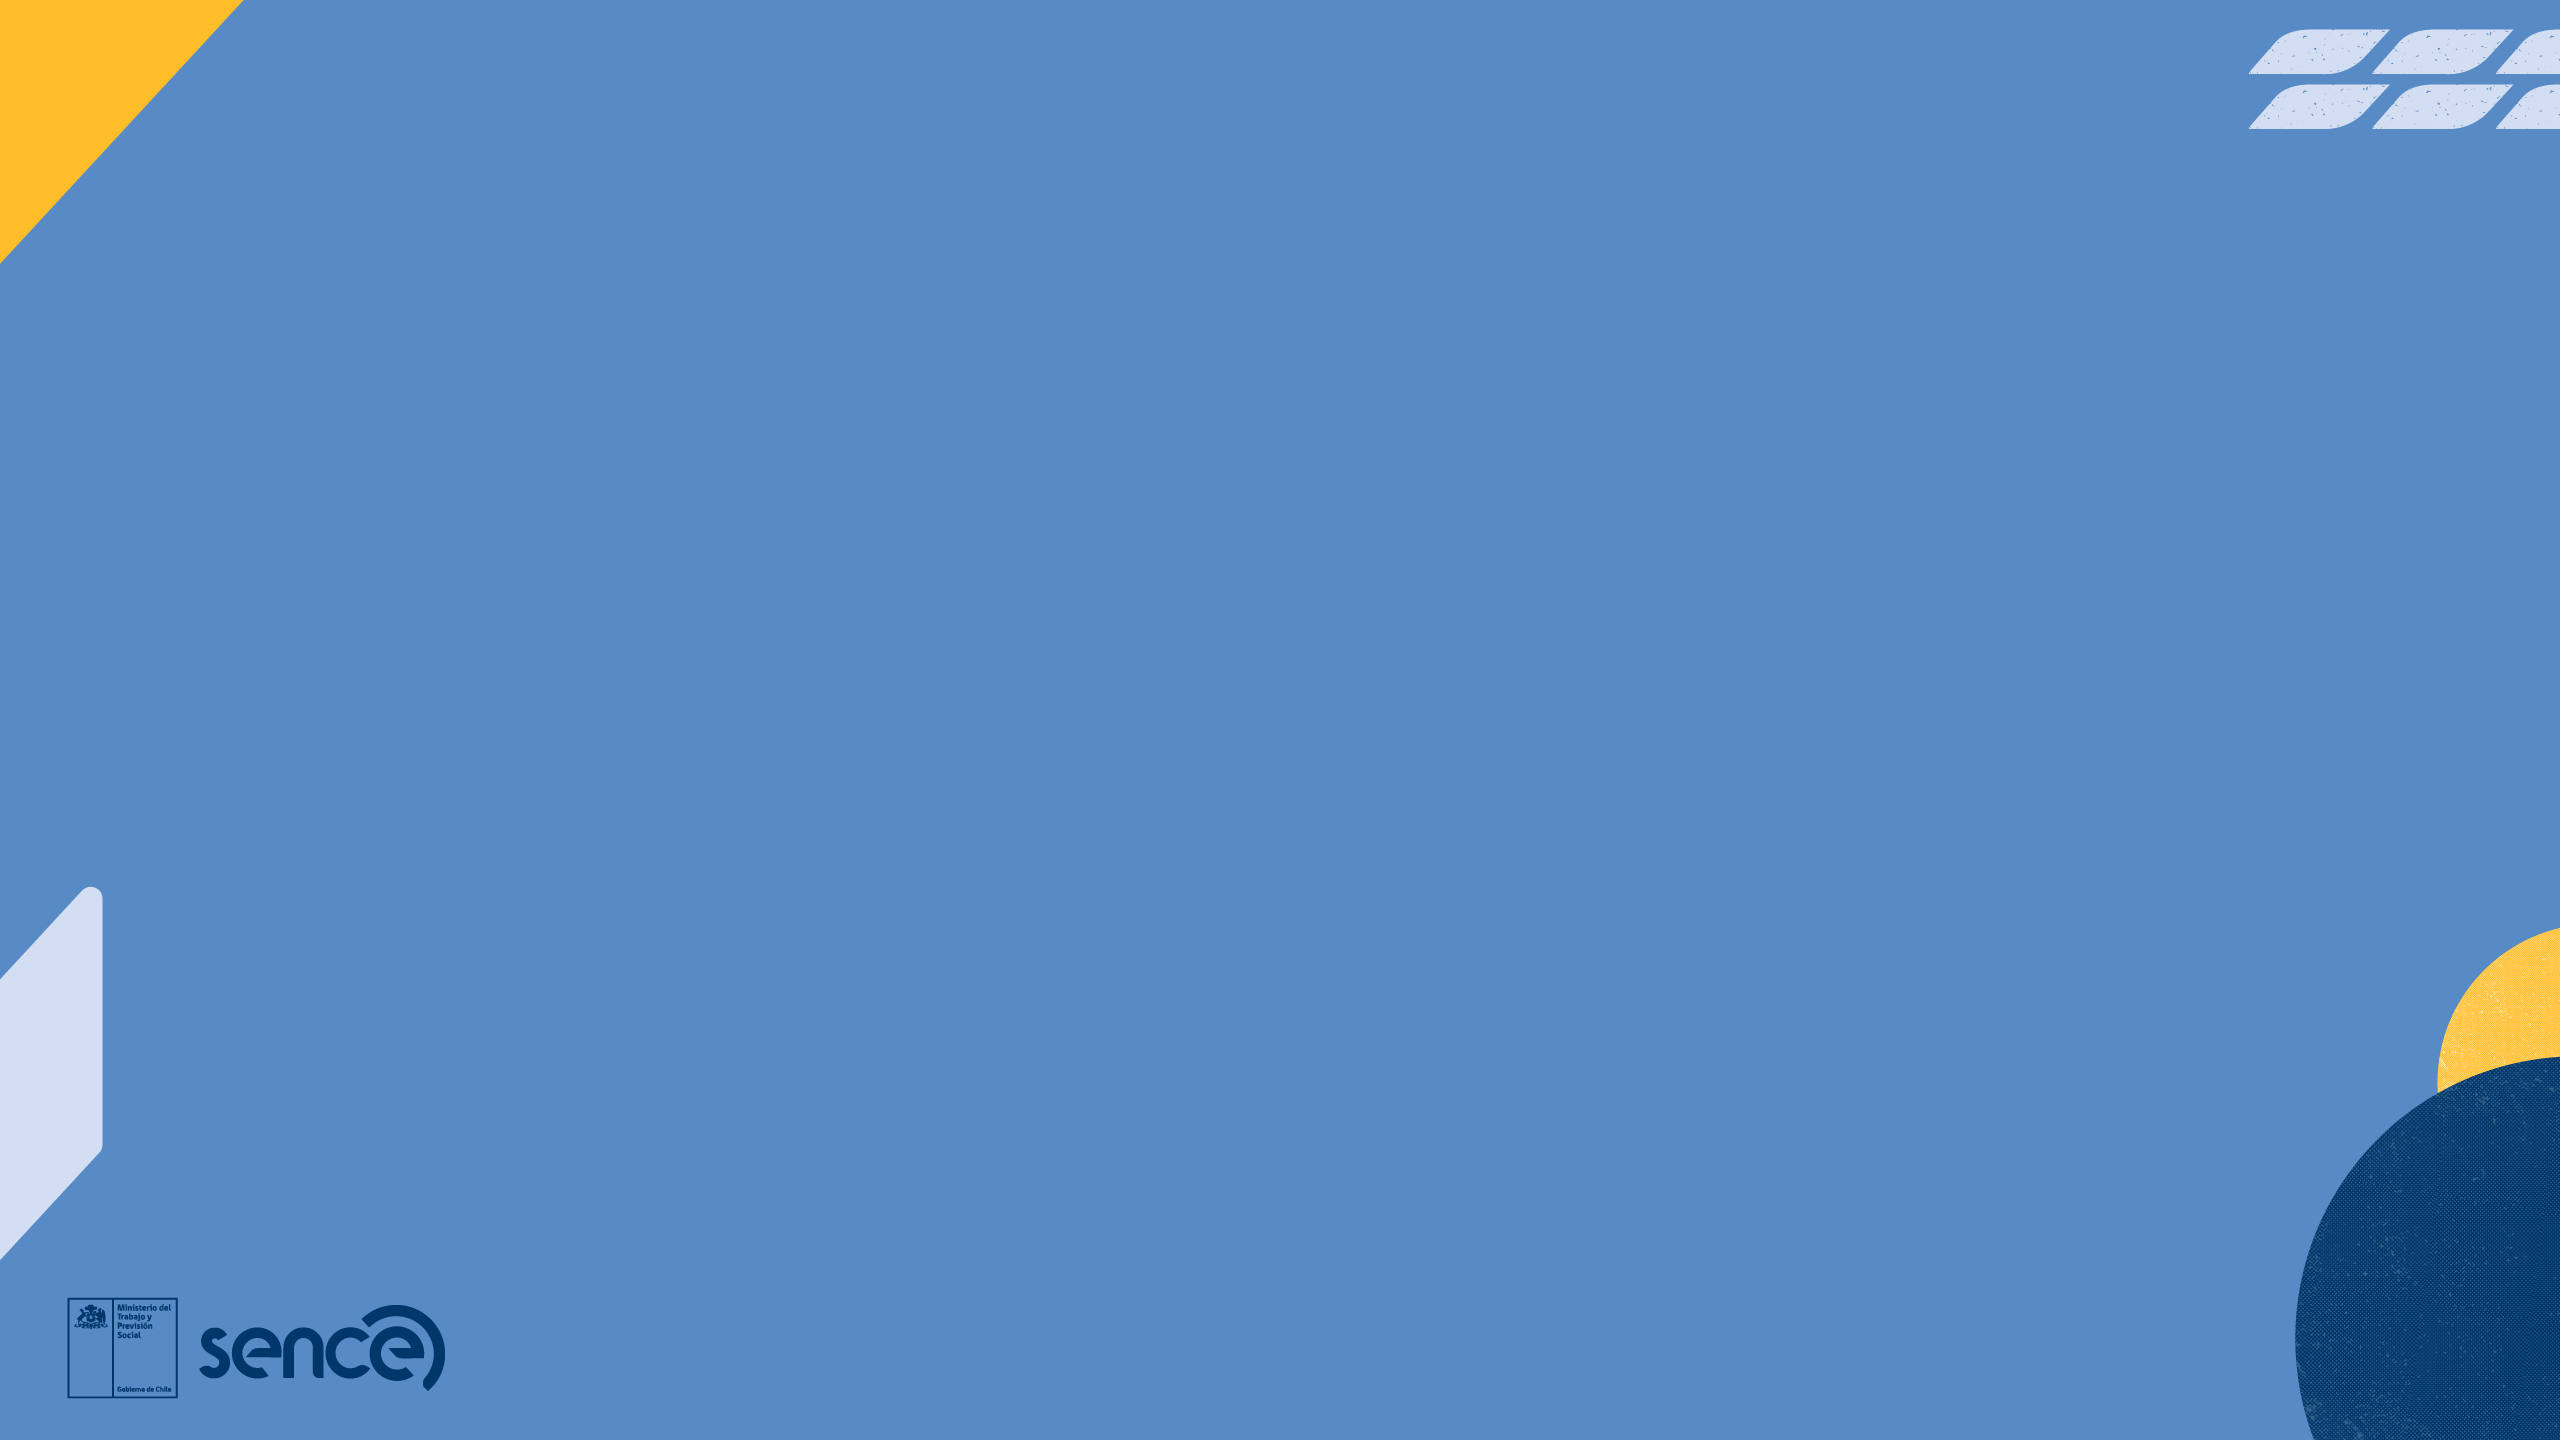 Ministerio del
Trabajo y
Previsión
Social
Gobierno de Chile
sence